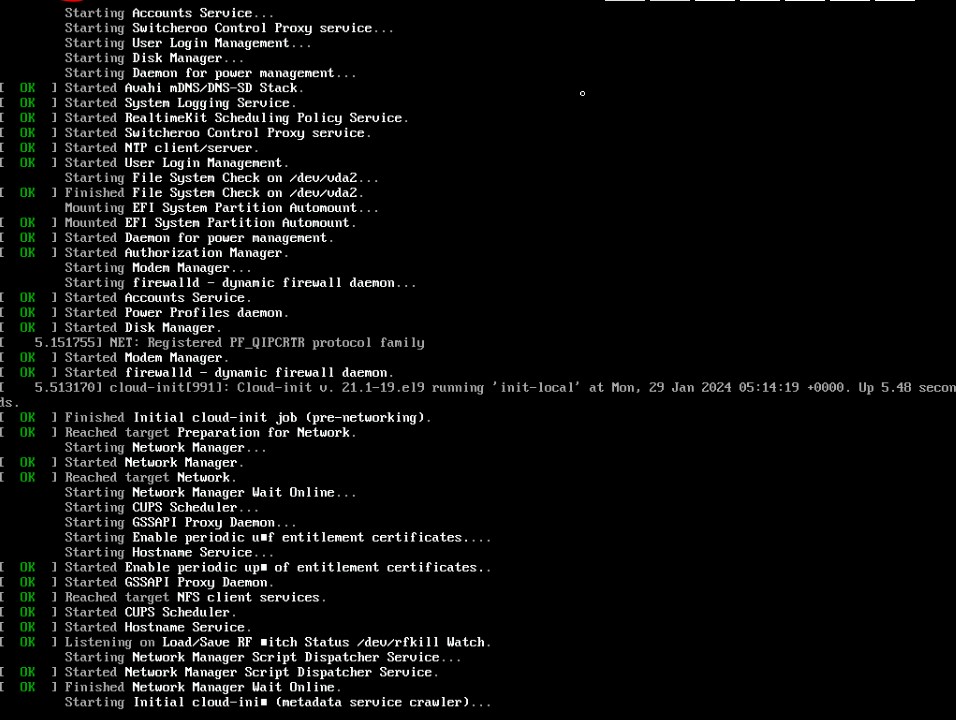 Starting Accounts Service...
Starting Switcheroo Control Proxy service...
Starting User Login Management...
Starting Disk Manager...
Starting Daemon for power management...
[ OK ] Started Avahi mDNS/DNS-SD Stack.
[ OK ] Started System Logging Service.
[ OK ] Started RealtimeKit Scheduling Policy Service.
[ OK ] Started Switcheroo Control Proxy service.
[ OK ] Started NTP client/server.
[ OK ] Started User Login Management.
Starting File System Check on /dev/vda2...
[ OK ] Finished File System Check on /dev/vda2.
Mounting EFI System Partition Automount...
[ OK ] Mounted EFI System Partition Automount.
[ OK ] Started Daemon for power management.
[ OK ] Started Authorization Manager.
Starting Modem Manager...
Starting firewalld - dynamic firewall daemon...
[ OK ] Started Accounts Service.
[ OK ] Started Power Profiles daemon.
[ OK ] Started Disk Manager.
[ 5.151755] NET: Registered PF_QIPCRTR protocol family
[ OK ] Started Modem Manager.
[ OK ] Started firewalld - dynamic firewall daemon.
[ 5.513170] cloud-init[991]: Cloud-init v. 21.1-19.el9 running 'init-local' at Mon, 29 Jan 2024 05:14:19 +0000. Up 5.48 secon
ds.
[ OK ] Finished Initial cloud-init job (pre-networking).
[ OK ] Reached target Preparation for Network.
Starting Network Manager...
[ OK ] Started Network Manager.
[ OK ] Reached target Network.
Starting Network Manager Wait Online...
Starting CUPS Scheduler...
Starting GSSAPI Proxy Daemon...
Starting Enable periodic u■f entitlement certificates....
Starting Hostname Service...
[ OK ] Started Enable periodic up■ of entitlement certificates..
[ OK ] Started GSSAPI Proxy Daemon.
[ OK ] Reached target NFS client services.
[ OK ] Started CUPS Scheduler.
[ OK ] Started Hostname Service.
[ OK ] Listening on Load/Save RF ■itch Status /dev/rfkill Watch.
Starting Network Manager Script Dispatcher Service...
[ OK ] Started Network Manager Script Dispatcher Service.
[ OK ] Finished Network Manager Wait Online.
Starting Initial cloud-ini■ (metadata service crawler)...